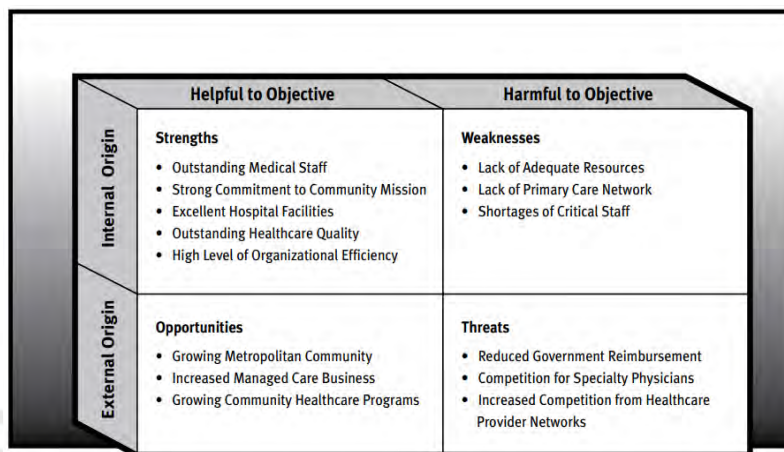 Helpful to Objective
Harmful to Objective
Internal Origin
Strengths
• Outstanding Medical Staff
• Strong Commitment to Community Mission
• Excellent Hospital Facilities
• Outstanding Healthcare Quality
• High Level of Organizational Efficiency
Weaknesses
• Lack of Adequate Resources
• Lack of Primary Care Network
• Shortages of Critical Staff
External Origin
Opportunities
• Growing Metropolitan Community
• Increased Managed Care Business
• Growing Community Healthcare Programs
Threats
• Reduced Government Reimbursement
• Competition for Specialty Physicians
• Increased Competition from Healthcare
Provider Networks